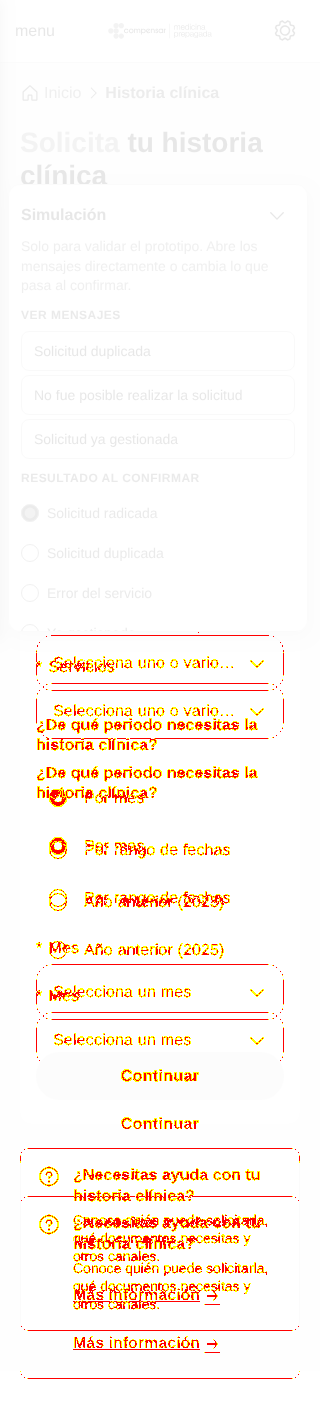 menu
compensar
medicina
prepagada
Inicio > Historia clínica
Solicita tu historia
clínica
Simulación
Solo para validar el prototipo. Abre los
mensajes directamente o cambia lo que
pasa al confirmar.
VER MENSAJES
Solicitud duplicada
No fue posible realizar la solicitud
Solicitud ya gestionada
RESULTADO AL CONFIRMAR
Solicitud radicada
Solicitud duplicada
Error del servicio
Selecciona uno o vario...
* Servicios
Selecciona uno o vario...
¿De qué periodo necesitas la
historia clínica?
¿De qué periodo necesitas la
historia clínica?
Por mes
Por mes
Por rango de fechas
Por rango de fechas
Año anterior (2025)
* Mes
Año anterior (2025)
Selecciona un mes
* Mes
Selecciona un mes
Continuar
Continuar
¿Necesitas ayuda con tu
historia clínica?
Conoce quién puede solicitarla,
¿Necesitas ayuda con tu
qué documentos necesitas y
historia clínica?
otros canales.
Conoce quién puede solicitarla,
qué documentos necesitas y
Más información →
otros canales.
Más información →